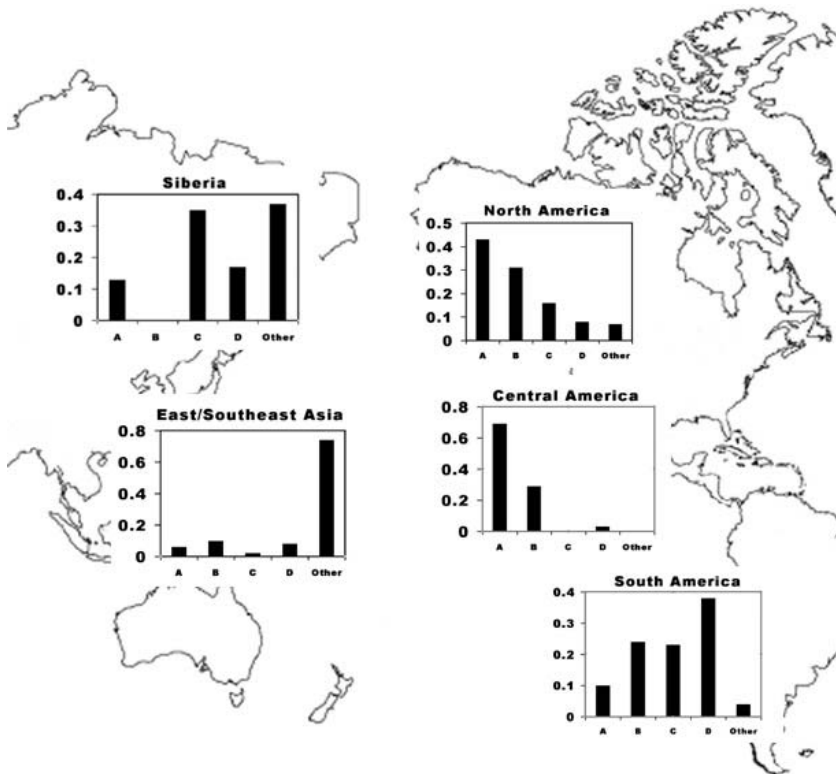 Siberia
0.4
0.3
0.2
0.1
0
A B C D Other
North America
0.5
0.4
0.3
0.2
0.1
0
A B C D Other
East/Southeast Asia
0.8
0.6
0.4
0.2
0
A B C D Other
Central America
0.8
0.6
0.4
0.2
0
A B C D Other
South America
0.4
0.3
0.2
0.1
0
A B C D Other